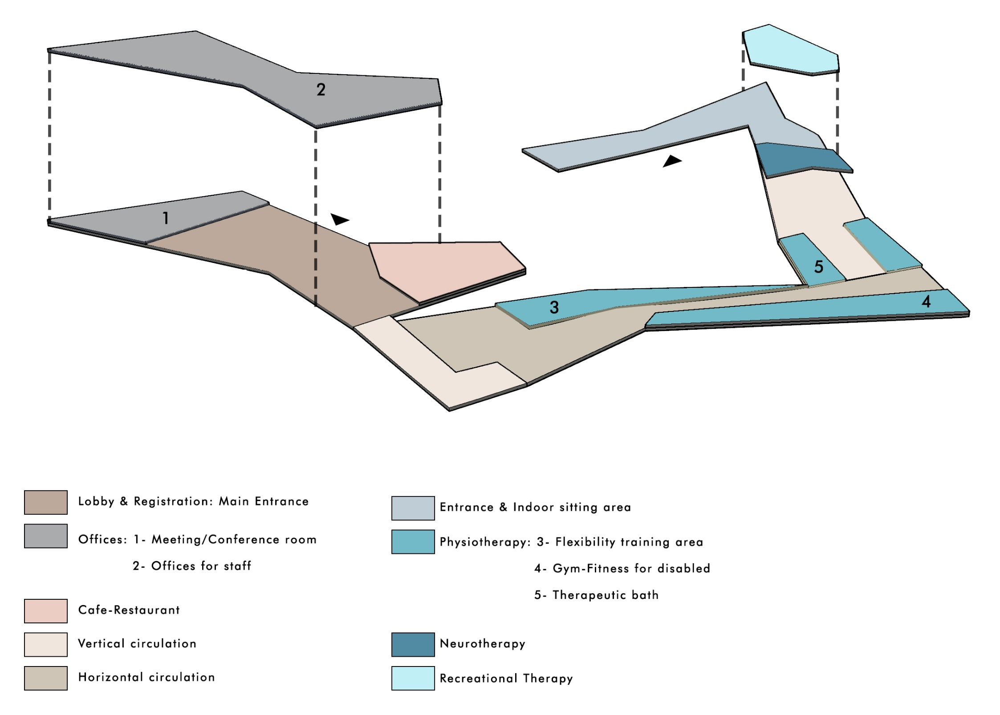 2
1
5
3
4
Lobby & Registration: Main Entrance
Offices: 1- Meeting/Conference room
2- Offices for staff
Cafe-Restaurant
Vertical circulation
Horizontal circulation
Entrance & Indoor sitting area
Physiotherapy: 3- Flexibility training area
4- Gym-Fitness for disabled
5- Therapeutic bath
Neurotherapy
Recreational Therapy